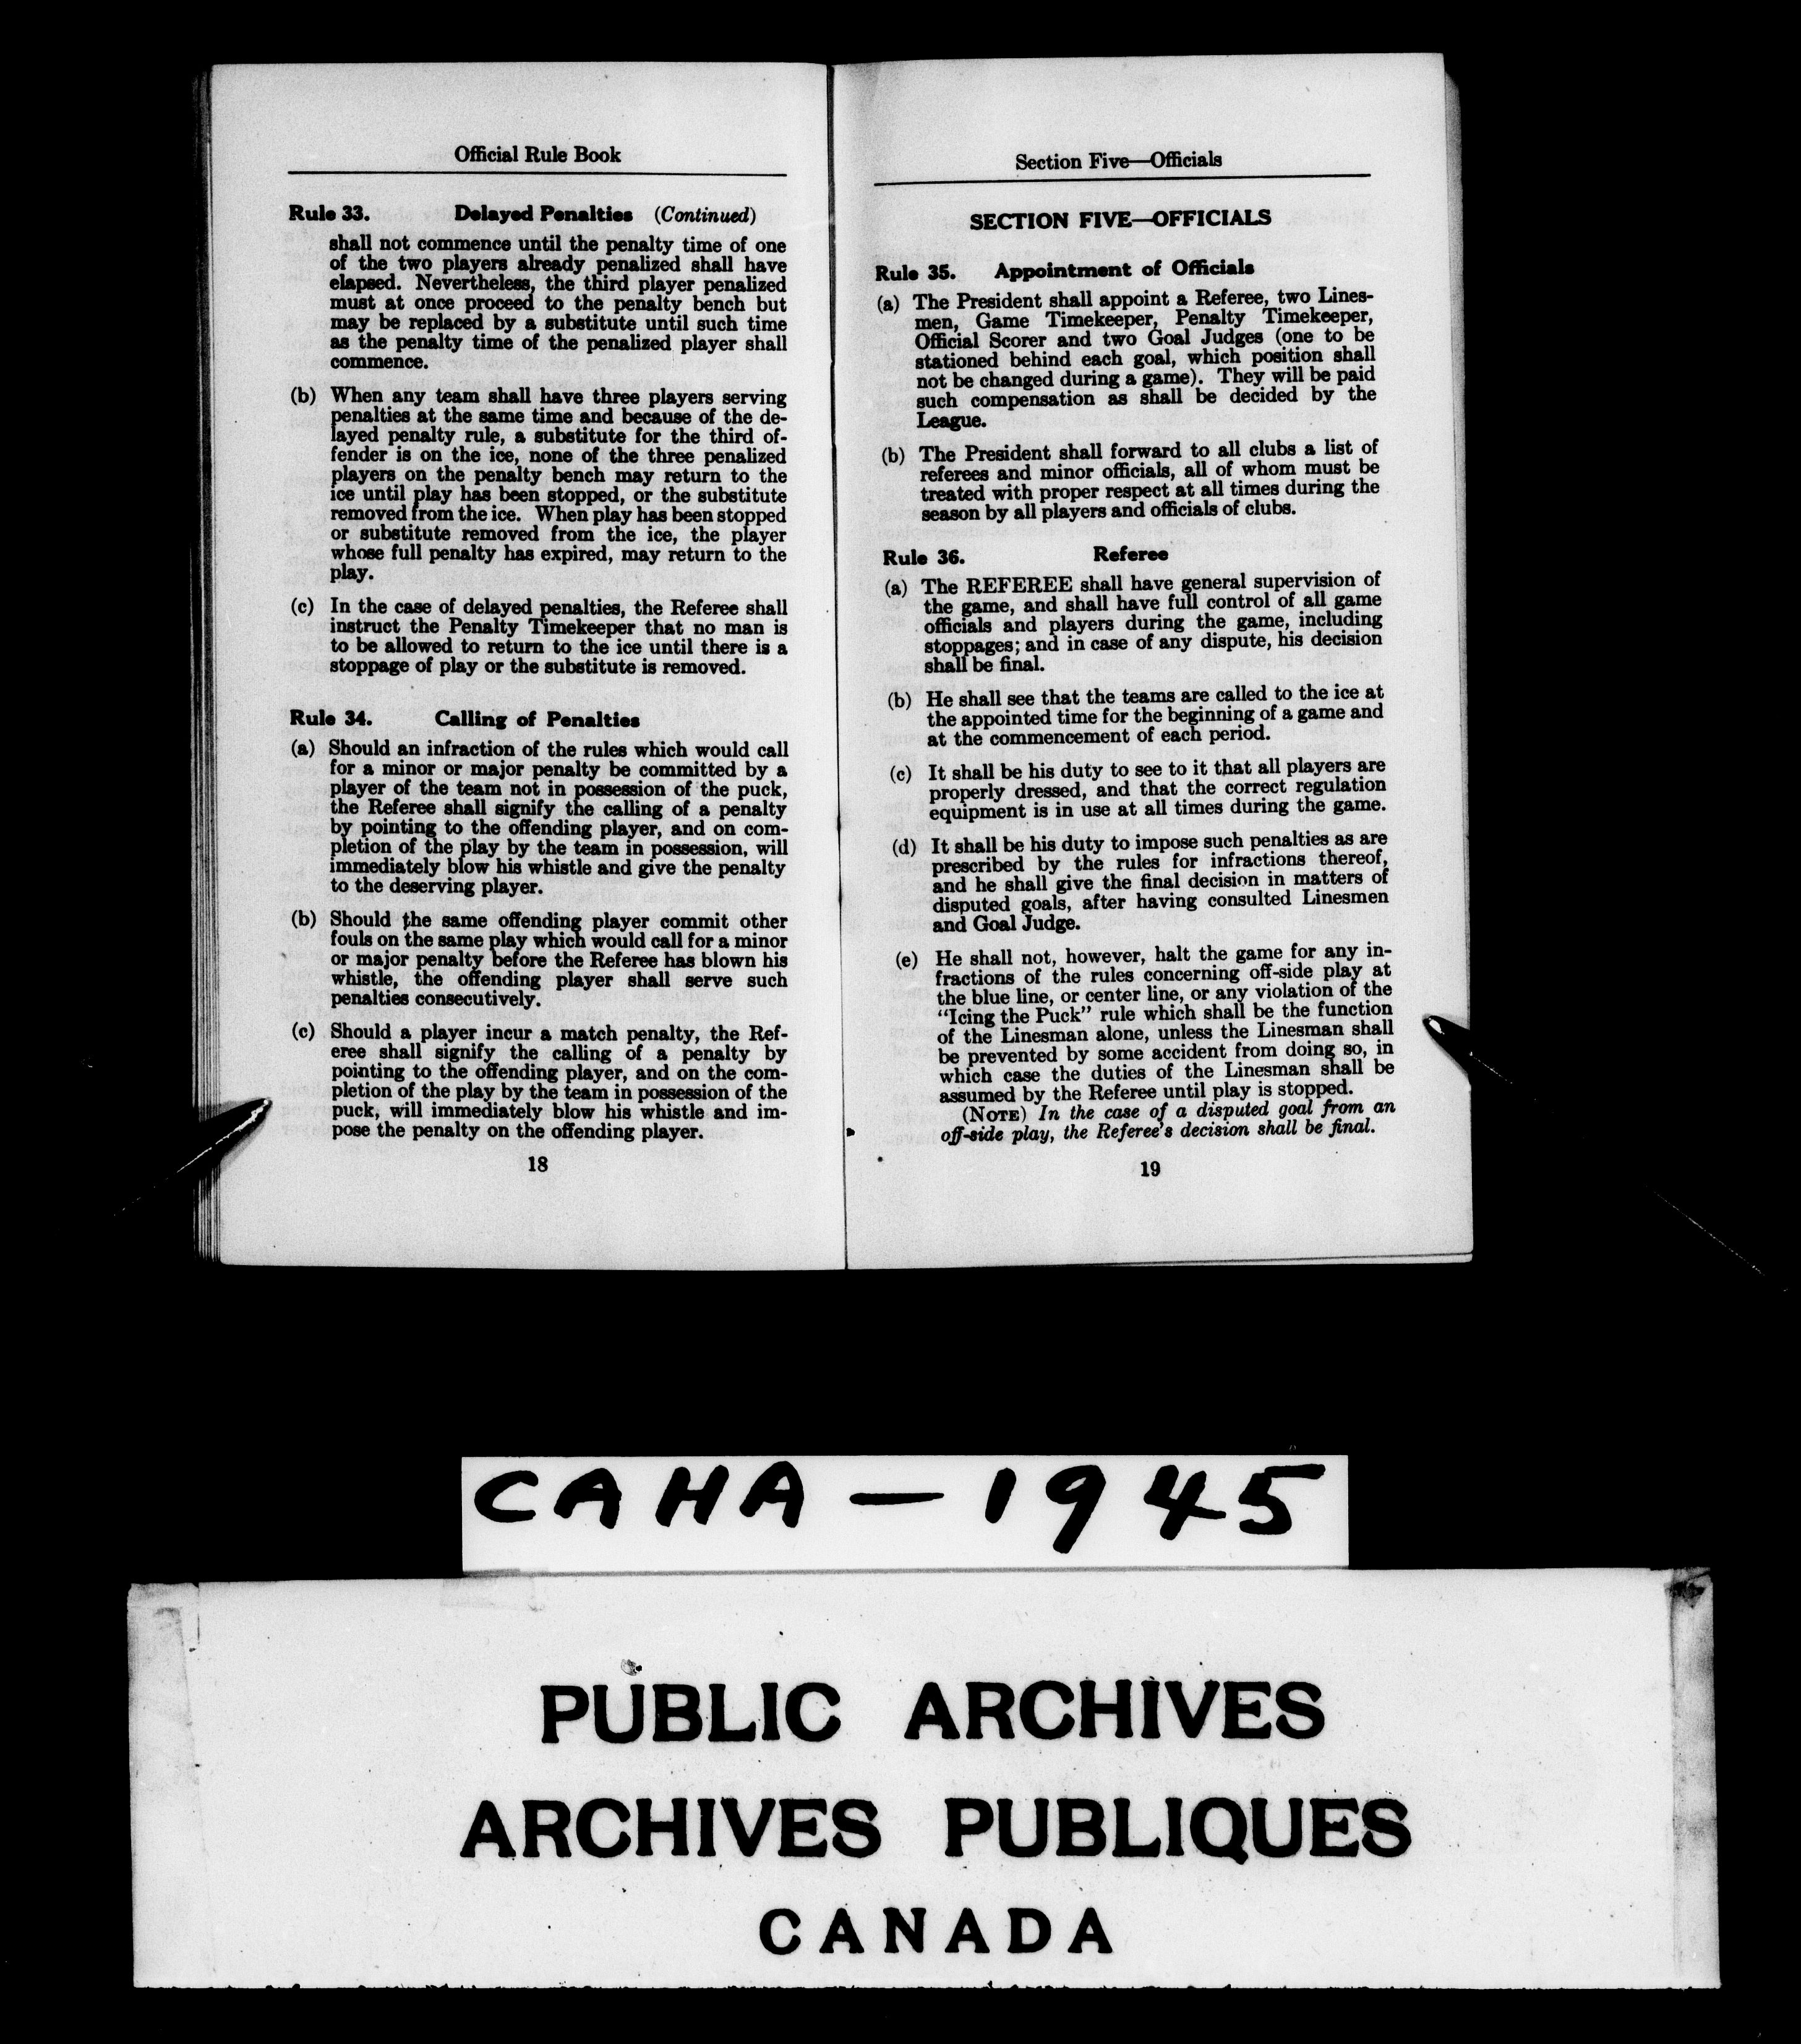 Official Rule Book
Rule 33. Delayed Penalties (Continued)
shall not commence until the penalty time of one
of the two players already penalized shall have
elapsed. Nevertheless, the third player penalized
must at once proceed to the penalty bench but
may be replaced by a substitute until such time
as the penalty time of the penalized player shall
commence.
(b) When any team shall have three players serving
penalties at the same time and because of the de-
layed penalty rule, a substitute for the third of-
fender is on the ice, none of the three penalized
players on the penalty bench may return to the
ice until play has been stopped, or the substitute
removed from the ice. When play has been stopped
or substitute removed from the ice, the player
whose full penalty has expired, may return to the
play.
(c) In the case of delayed penalties, the Referee shall
instruct the Penalty Timekeeper that no man is
to be allowed to return to the ice until there is a
stoppage of play or the substitute is removed.
Rule 34. Calling of Penalties
(a) Should an infraction of the rules which would call
for a minor or major penalty be committed by a
player of the team not in possession of the puck,
the Referee shall signify the calling of a penalty
by pointing to the offending player, and on com-
pletion of the play by the team in possession, will
immediately blow his whistle and give the penalty
to the deserving player.
(b) Should the same offending player commit other
fouls on the same play which would call for a minor
or major penalty before the Referee has blown his
whistle, the offending player shall serve such
penalties consecutively.
(c) Should a player incur a match penalty, the Ref-
eree shall signify the calling of a penalty by
pointing to the offending player, and on the com-
pletion of the play by the team in possession of the
puck, will immediately blow his whistle and im-
pose the penalty on the offending player.
18
Section Five—Officials
SECTION FIVE—OFFICIALS
Rule 35. Appointment of Officials
(a) The President shall appoint a Referee, two Lines-
men, Game Timekeeper, Penalty Timekeeper,
Official Scorer and two Goal Judges (one to be
stationed behind each goal, which position shall
not be changed during a game). They will be paid
such compensation as shall be decided by the
League.
(b) The President shall forward to all clubs a list of
referees and minor officials, all of whom must be
treated with proper respect at all times during the
season by all players and officials of clubs.
Rule 36. Referee
(a) The REFEREE shall have general supervision of
the game, and shall have full control of all game
officials and players during the game, including
stoppages; and in case of any dispute, his decision
shall be final.
(b) He shall see that the teams are called to the ice at
the appointed time for the beginning of a game and
at the commencement of each period.
(c) It shall be his duty to see to it that all players are
properly dressed, and that the correct regulation
equipment is in use at all times during the game.
(d) It shall be his duty to impose such penalties as are
prescribed by the rules for infractions thereof,
and he shall give the final decision in matters of
disputed goals, after having consulted Linesmen
and Goal Judge.
(e) He shall not, however, halt the game for any in-
fractions of the rules concerning off-side play at
the blue line, or center line, or any violation of the
“Icing the Puck” rule which shall be the function
of the Linesman alone, unless the Linesman shall
be prevented by some accident from doing so, in
which case the duties of the Linesman shall be
assumed by the Referee until play is stopped.
(NOTE) In the case of a disputed goal from an
off-side play, the Referee's decision shall be final.
19
CAHA — 1945
PUBLIC ARCHIVES
ARCHIVES PUBLIQUES
CANADA